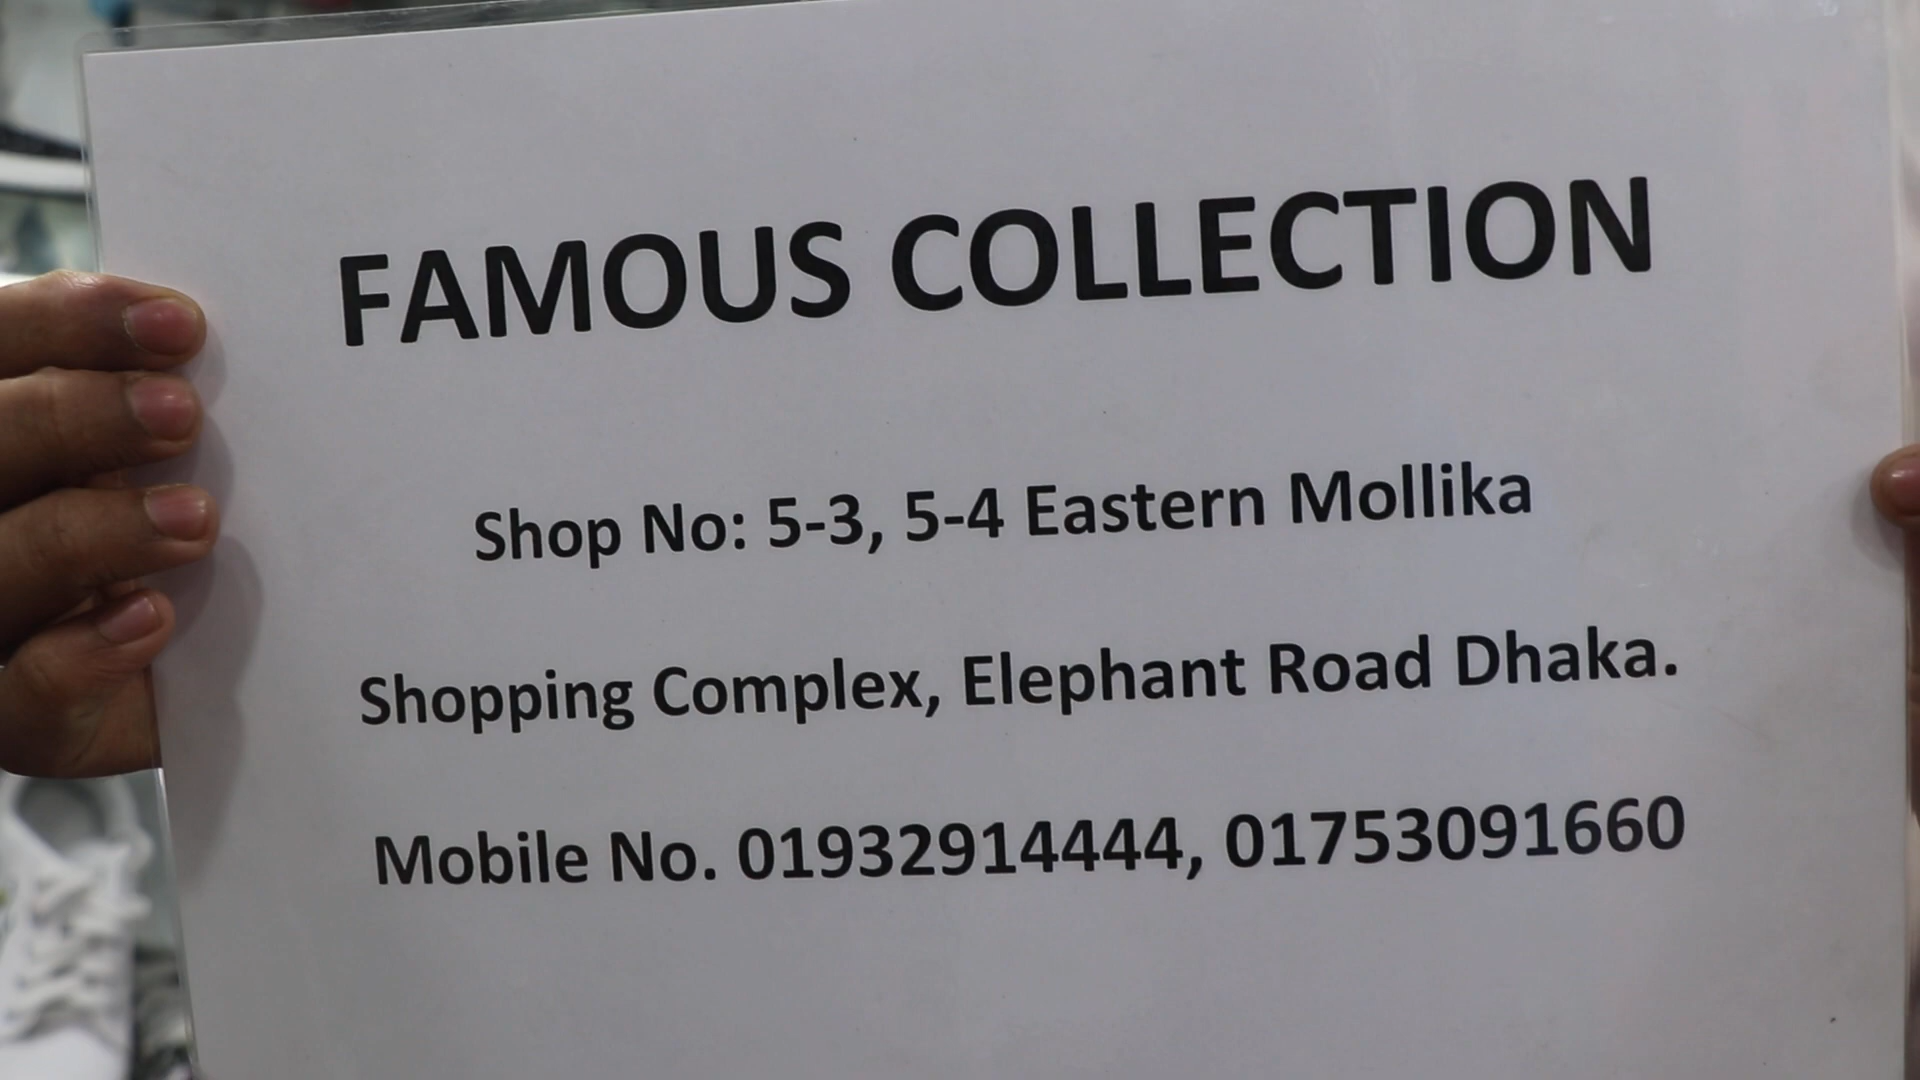 FAMOUS COLLECTION
Shop No: 5-3, 5-4 Eastern Mollika
Shopping Complex, Elephant Road Dhaka.
Mobile No. 01932914444, 01753091660